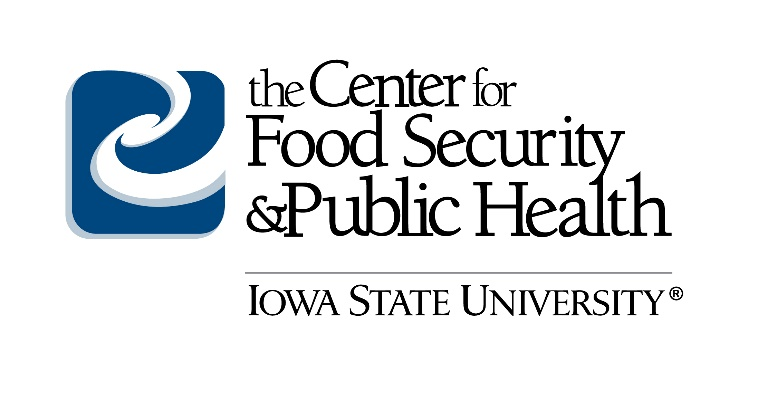 the Center for
Food Security
&Public Health
IOWA STATE UNIVERSITY®